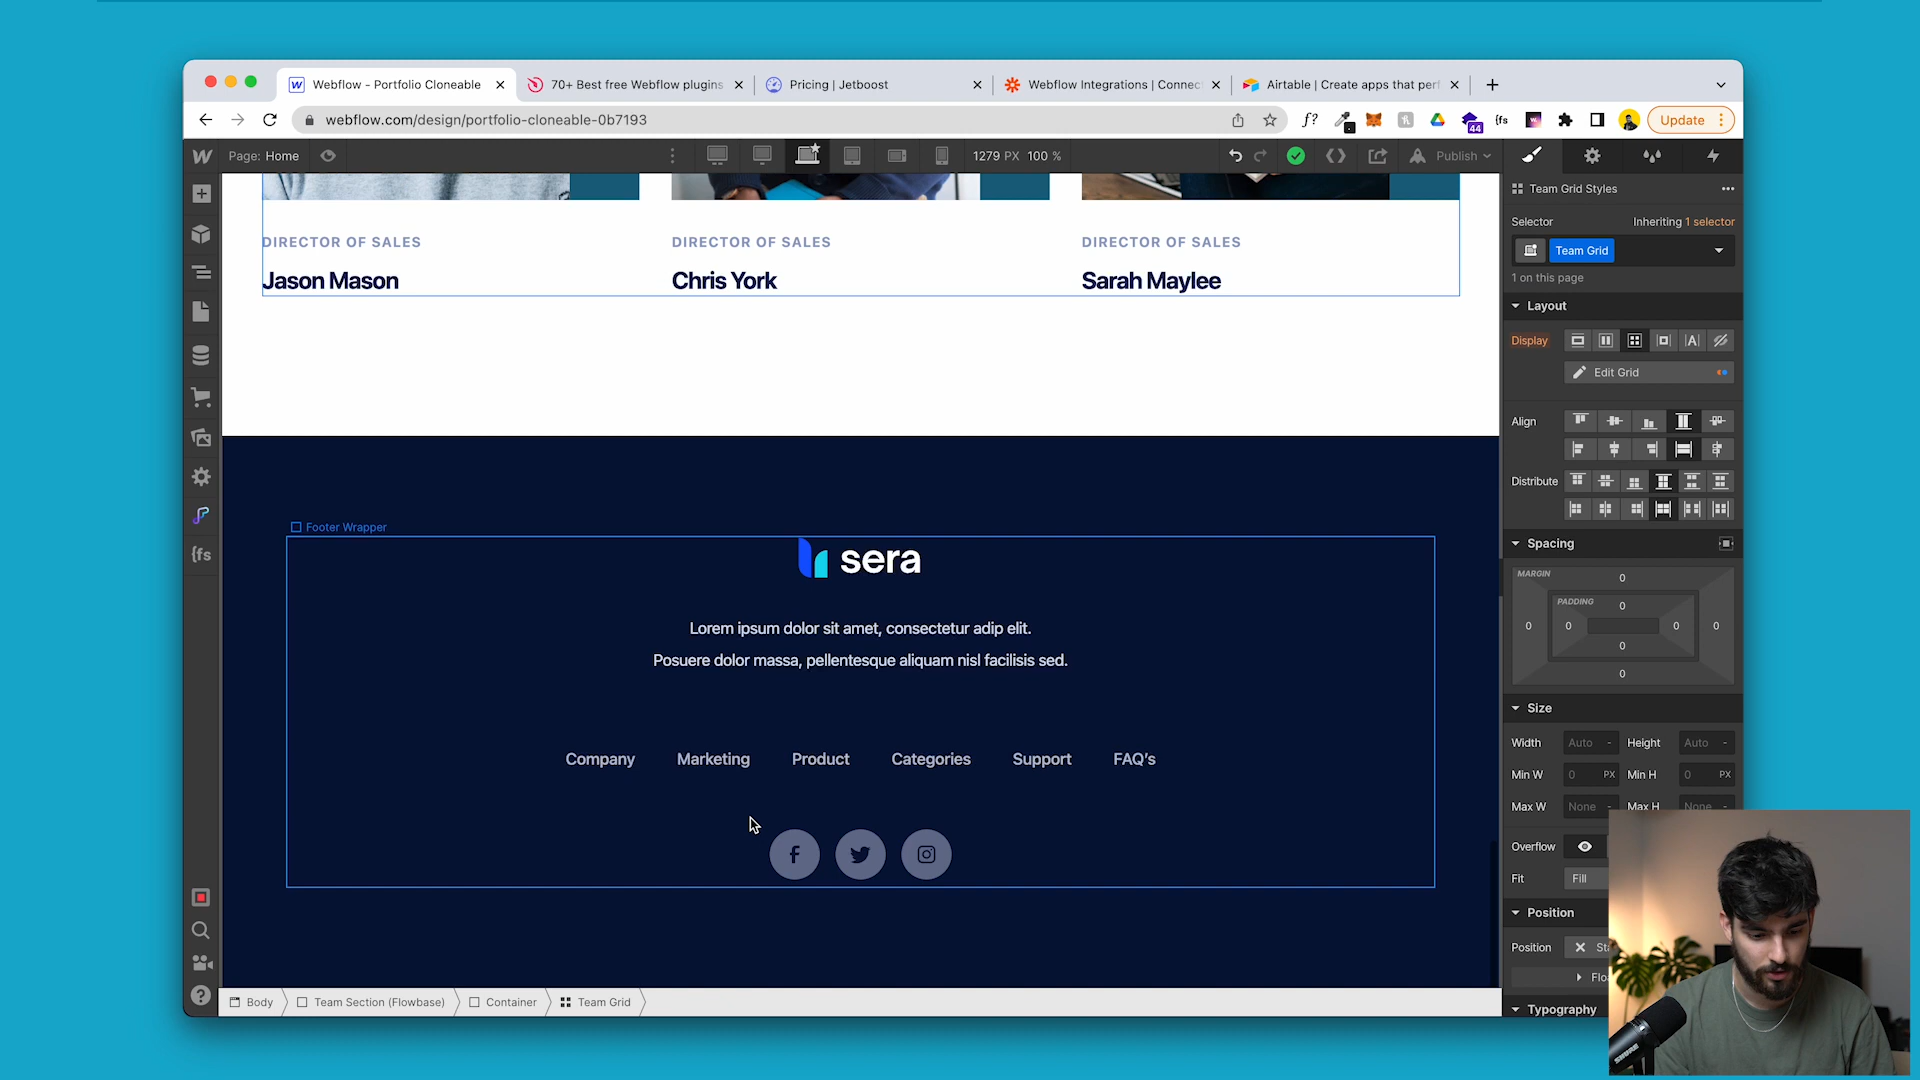 Webflow - Portfolio Cloneable
70+ Best free Webflow plugins
Pricing | Jetboost
Webflow Integrations | Connec
Airtable | Create apps that perf
webflow.com/design/portfolio-cloneable-0b7193
f?
44
{fs
Update
Page: Home
1279 PX 100 %
Publish
DIRECTOR OF SALES
Jason Mason
DIRECTOR OF SALES
Chris York
DIRECTOR OF SALES
Sarah Maylee
Footer Wrapper
sera
Lorem ipsum dolor sit amet, consectetur adip elit.
Posuere dolor massa, pellentesque aliquam nisl facilisis sed.
Company Marketing Product Categories Support FAQ's
{fs
Body Team Section (Flowbase) Container Team Grid
Team Grid Styles
Selector Inheriting 1 selector
Team Grid
1 on this page
Layout
Display
Edit Grid
Align
Distribute
Spacing
MARGIN
0
PADDING
0
0 0 0 0
0
0
Size
Width Auto - Height Auto -
Min W 0 PX Min H 0 PX
Max W None - Max H None -
Overflow
Fit Fill
Position
Position Sta
Floa
Typography
SHURE